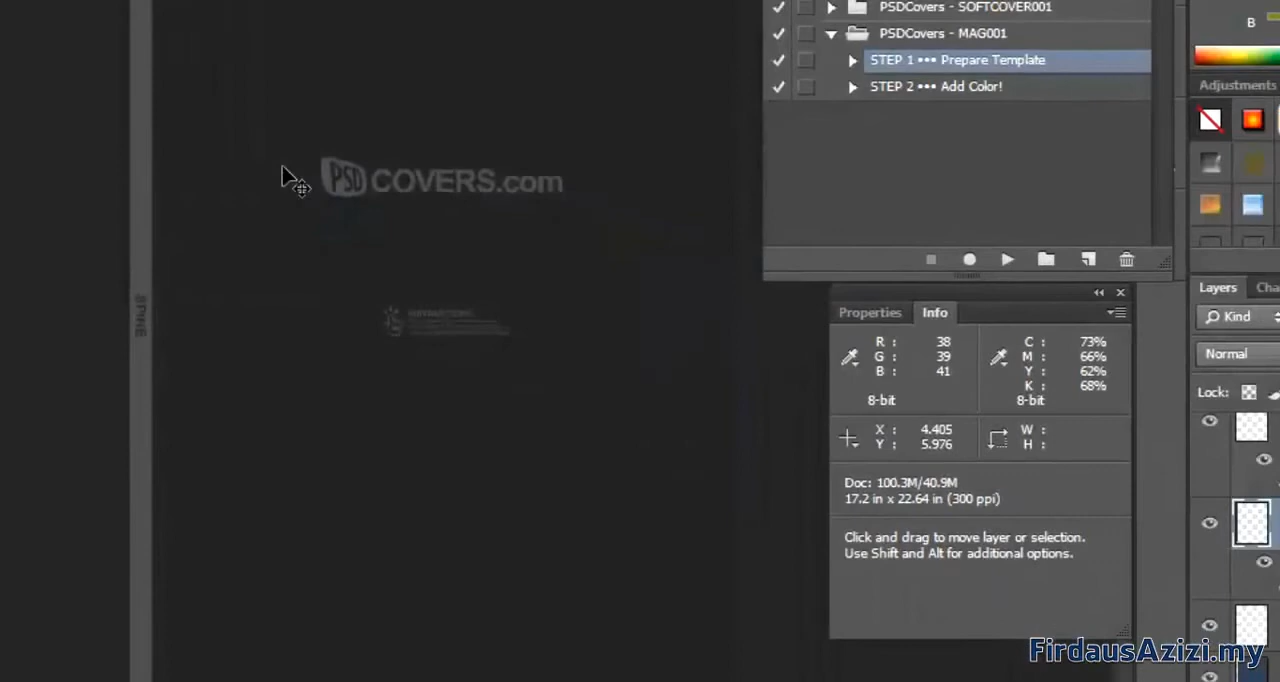 PSDCovers - SOFTCOVER001
PSDCovers - MAG001
STEP 1 ••• Prepare Template
STEP 2 ••• Add Color!
B
Adjustments
PSD COVERS.com
SPINE
Properties
Info
R : 38
G : 39
B : 41
8-bit
C : 73%
M : 66%
Y : 62%
K : 68%
8-bit
X : 4.405
Y : 5.976
W :
H :
Doc: 100.3M/40.9M
17.2 in x 22.64 in (300 ppi)
Click and drag to move layer or selection.
Use Shift and Alt for additional options.
Layers
Cha
Kind
Normal
Lock:
FirdausAzizi.my